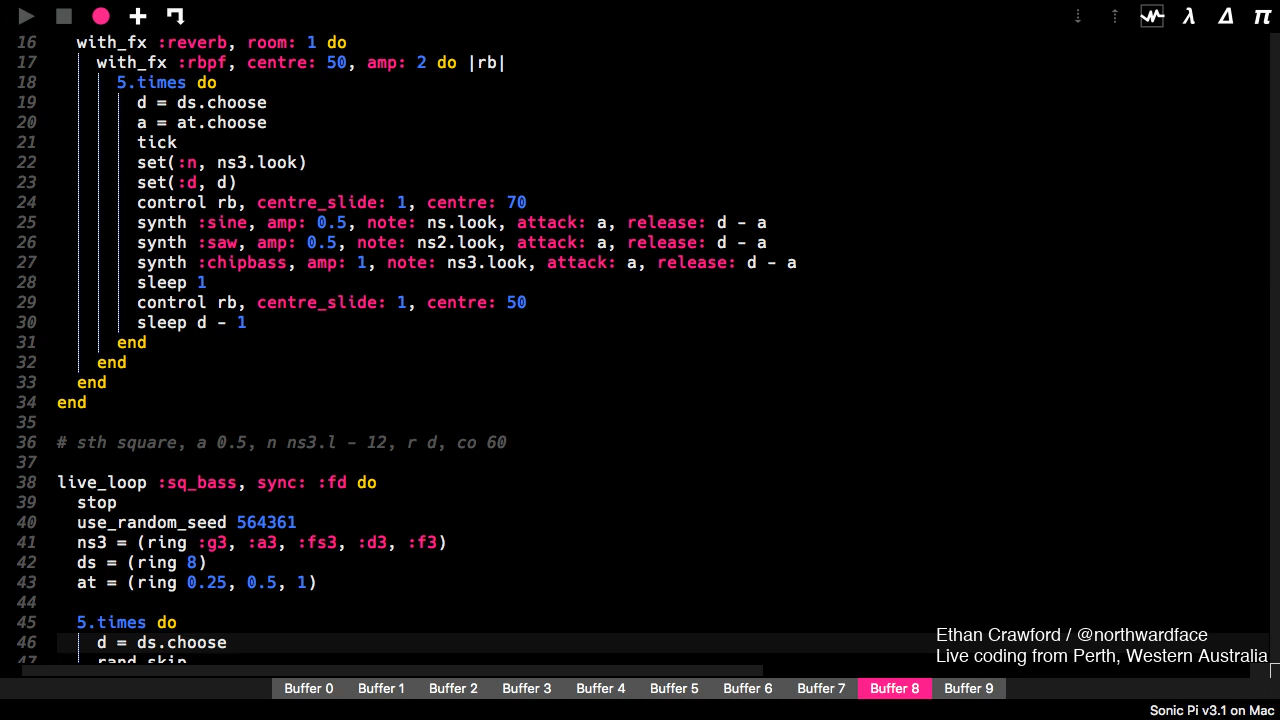 λ Δ π
16 with_fx :reverb, room: 1 do
17 with_fx :rbpf, centre: 50, amp: 2 do |rb|
18 5.times do
19 d = ds.choose
20 a = at.choose
21 tick
22 set(:n, ns3.look)
23 set(:d, d)
24 control rb, centre_slide: 1, centre: 70
25 synth :sine, amp: 0.5, note: ns.look, attack: a, release: d - a
26 synth :saw, amp: 0.5, note: ns2.look, attack: a, release: d - a
27 synth :chipbass, amp: 1, note: ns3.look, attack: a, release: d - a
28 sleep 1
29 control rb, centre_slide: 1, centre: 50
30 sleep d - 1
31 end
32 end
33 end
34 end
35
36 # sth square, a 0.5, n ns3.l - 12, r d, co 60
37
38 live_loop :sq_bass, sync: :fd do
39 stop
40 use_random_seed 564361
41 ns3 = (ring :g3, :a3, :fs3, :d3, :f3)
42 ds = (ring 8)
43 at = (ring 0.25, 0.5, 1)
44
45 5.times do
46 d = ds.choose
47 rand_skip
Ethan Crawford / @northwardface
Live coding from Perth, Western Australia
Buffer 0 Buffer 1 Buffer 2 Buffer 3 Buffer 4 Buffer 5 Buffer 6 Buffer 7 Buffer 8 Buffer 9
Sonic Pi v3.1 on Mac